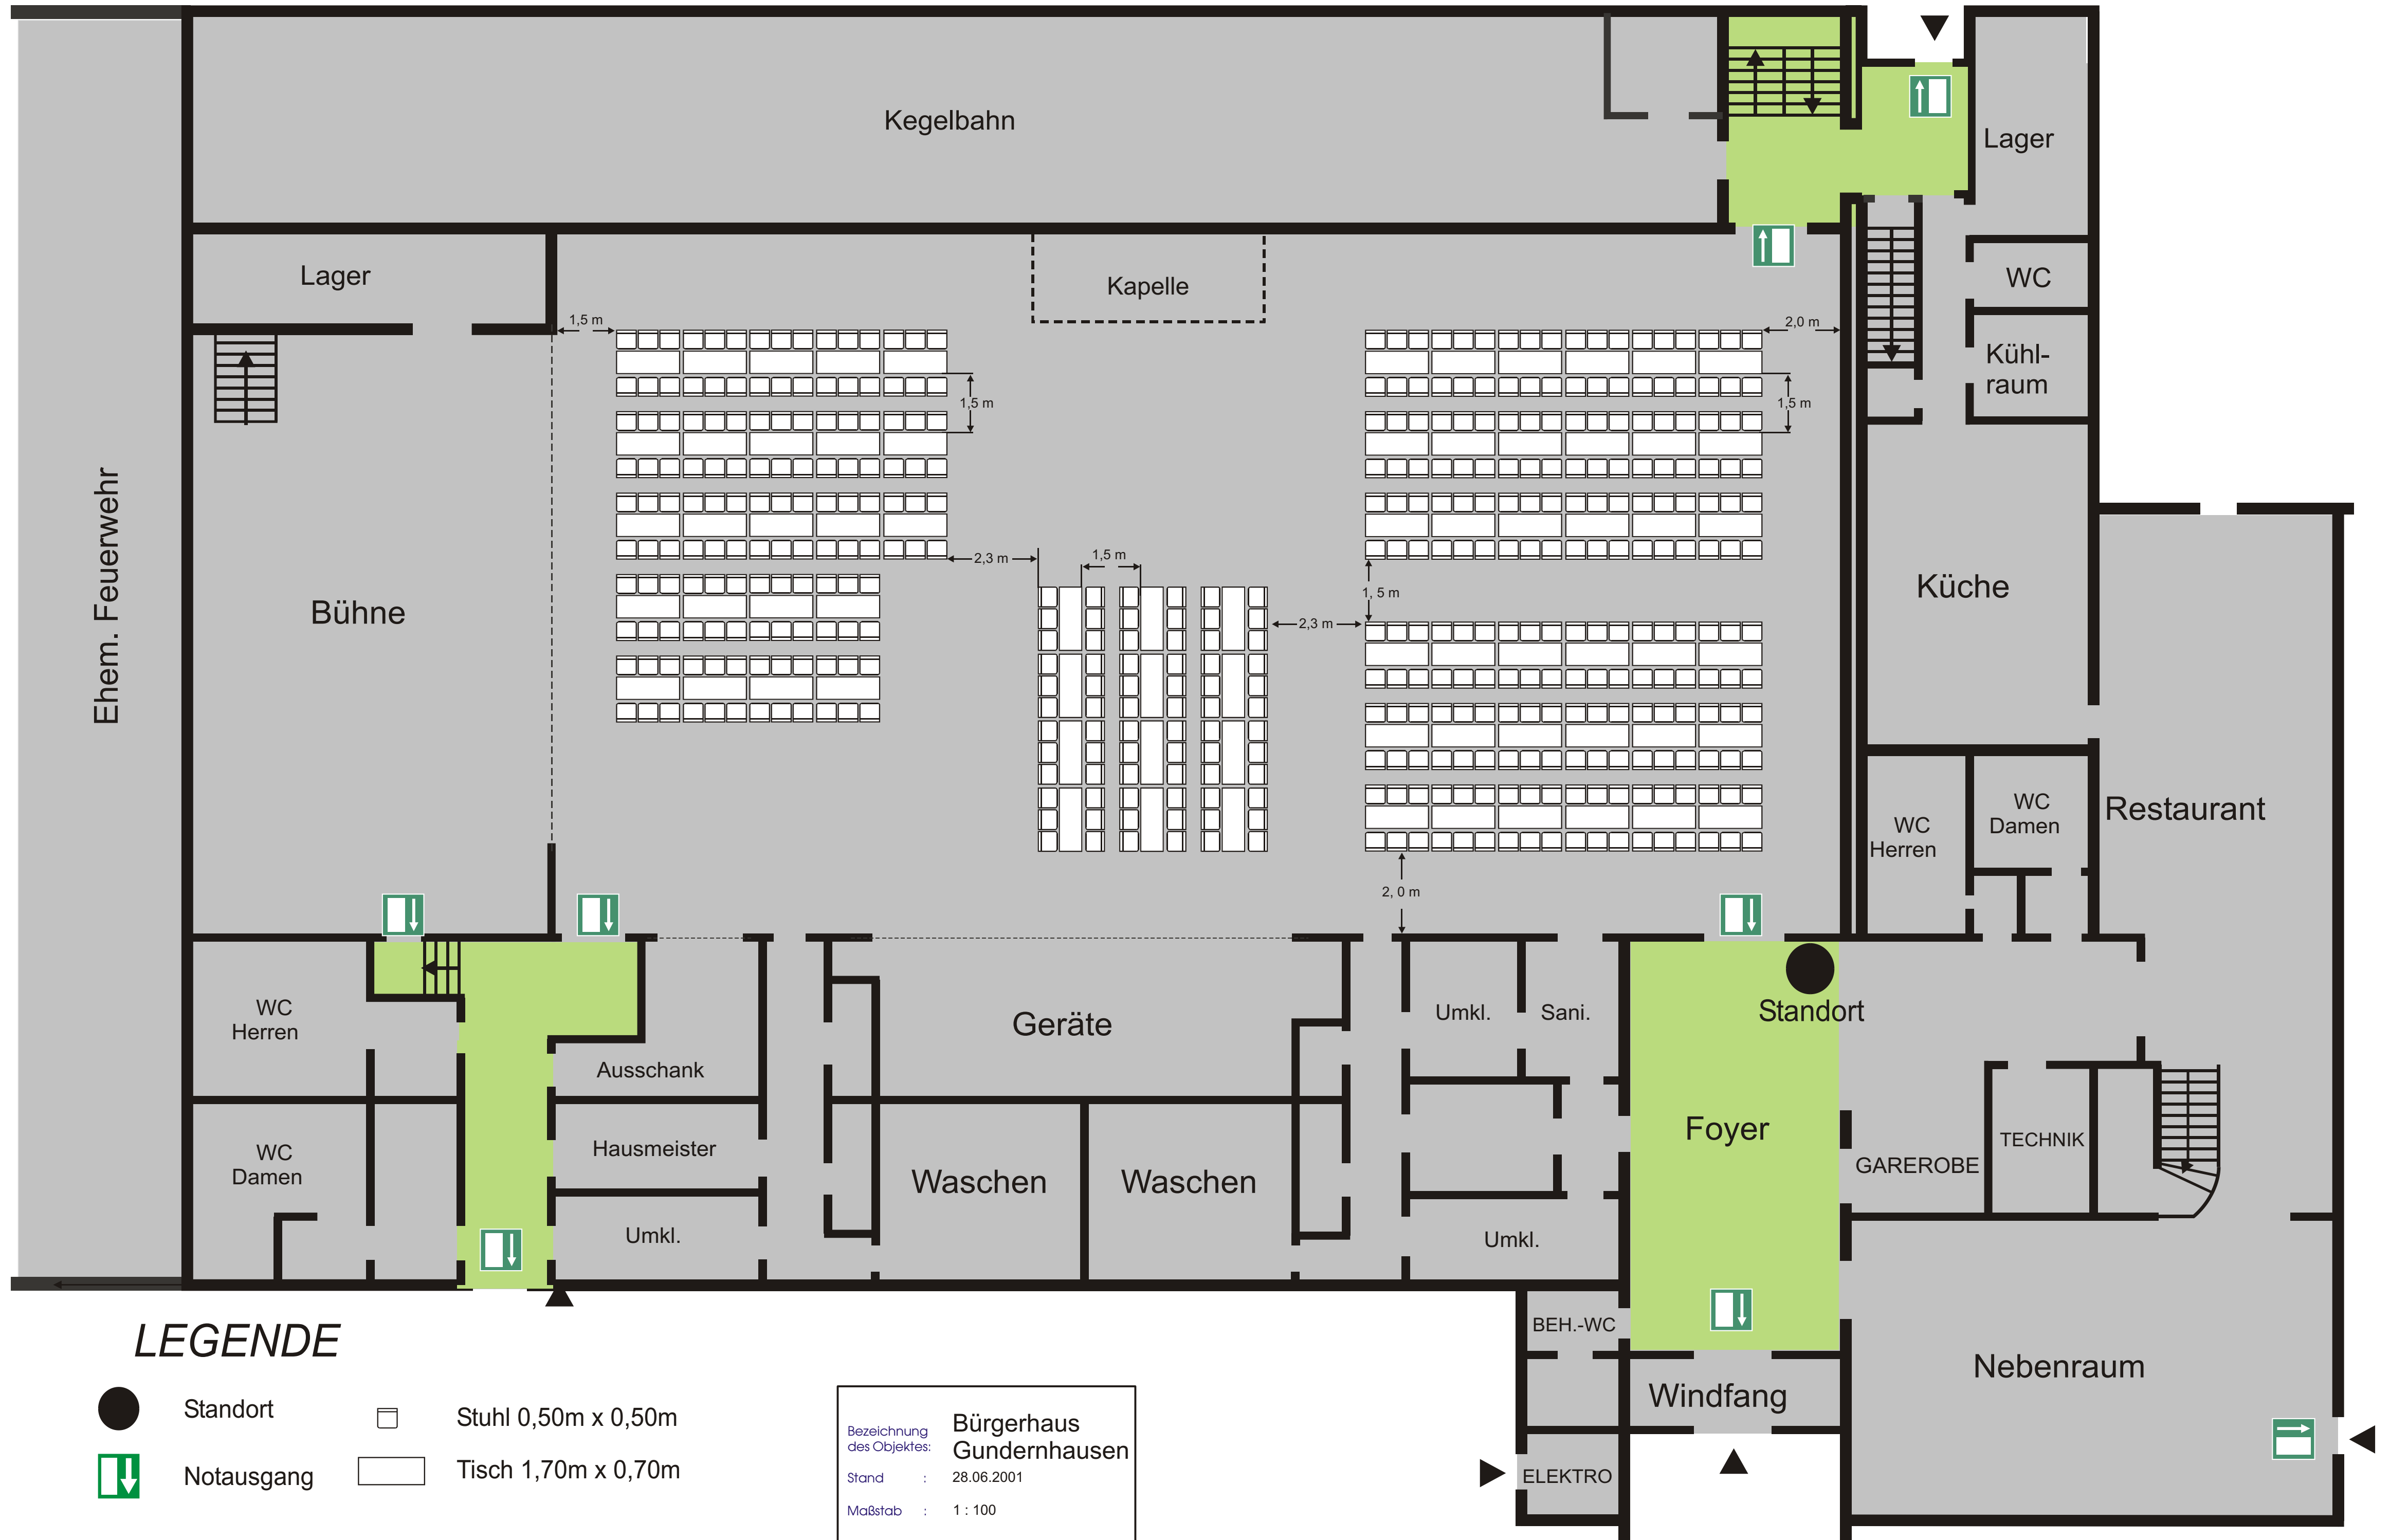 Kegelbahn
Lager
Lager
Kapelle
WC
1,5 m
2,0 m
Kühl-
raum
1,5 m
1,5 m
Ehem. Feuerwehr
2,3 m
1,5 m
Bühne
1, 5 m
Küche
2,3 m
Restaurant
WC
Damen
WC
Herren
2, 0 m
WC
Herren
Geräte
Umkl.
Sani.
Standort
Ausschank
Foyer
Hausmeister
TECHNIK
WC
Damen
GAREROBE
Waschen
Waschen
Umkl.
Umkl.
BEH.-WC
Windfang
Nebenraum
ELEKTRO
LEGENDE
Standort
Stuhl 0,50m x 0,50m
Notausgang
Tisch 1,70m x 0,70m
Bezeichnung
des Objektes:
Bürgerhaus
Gundernhausen
Stand : 28.06.2001
Maßstab : 1 : 100